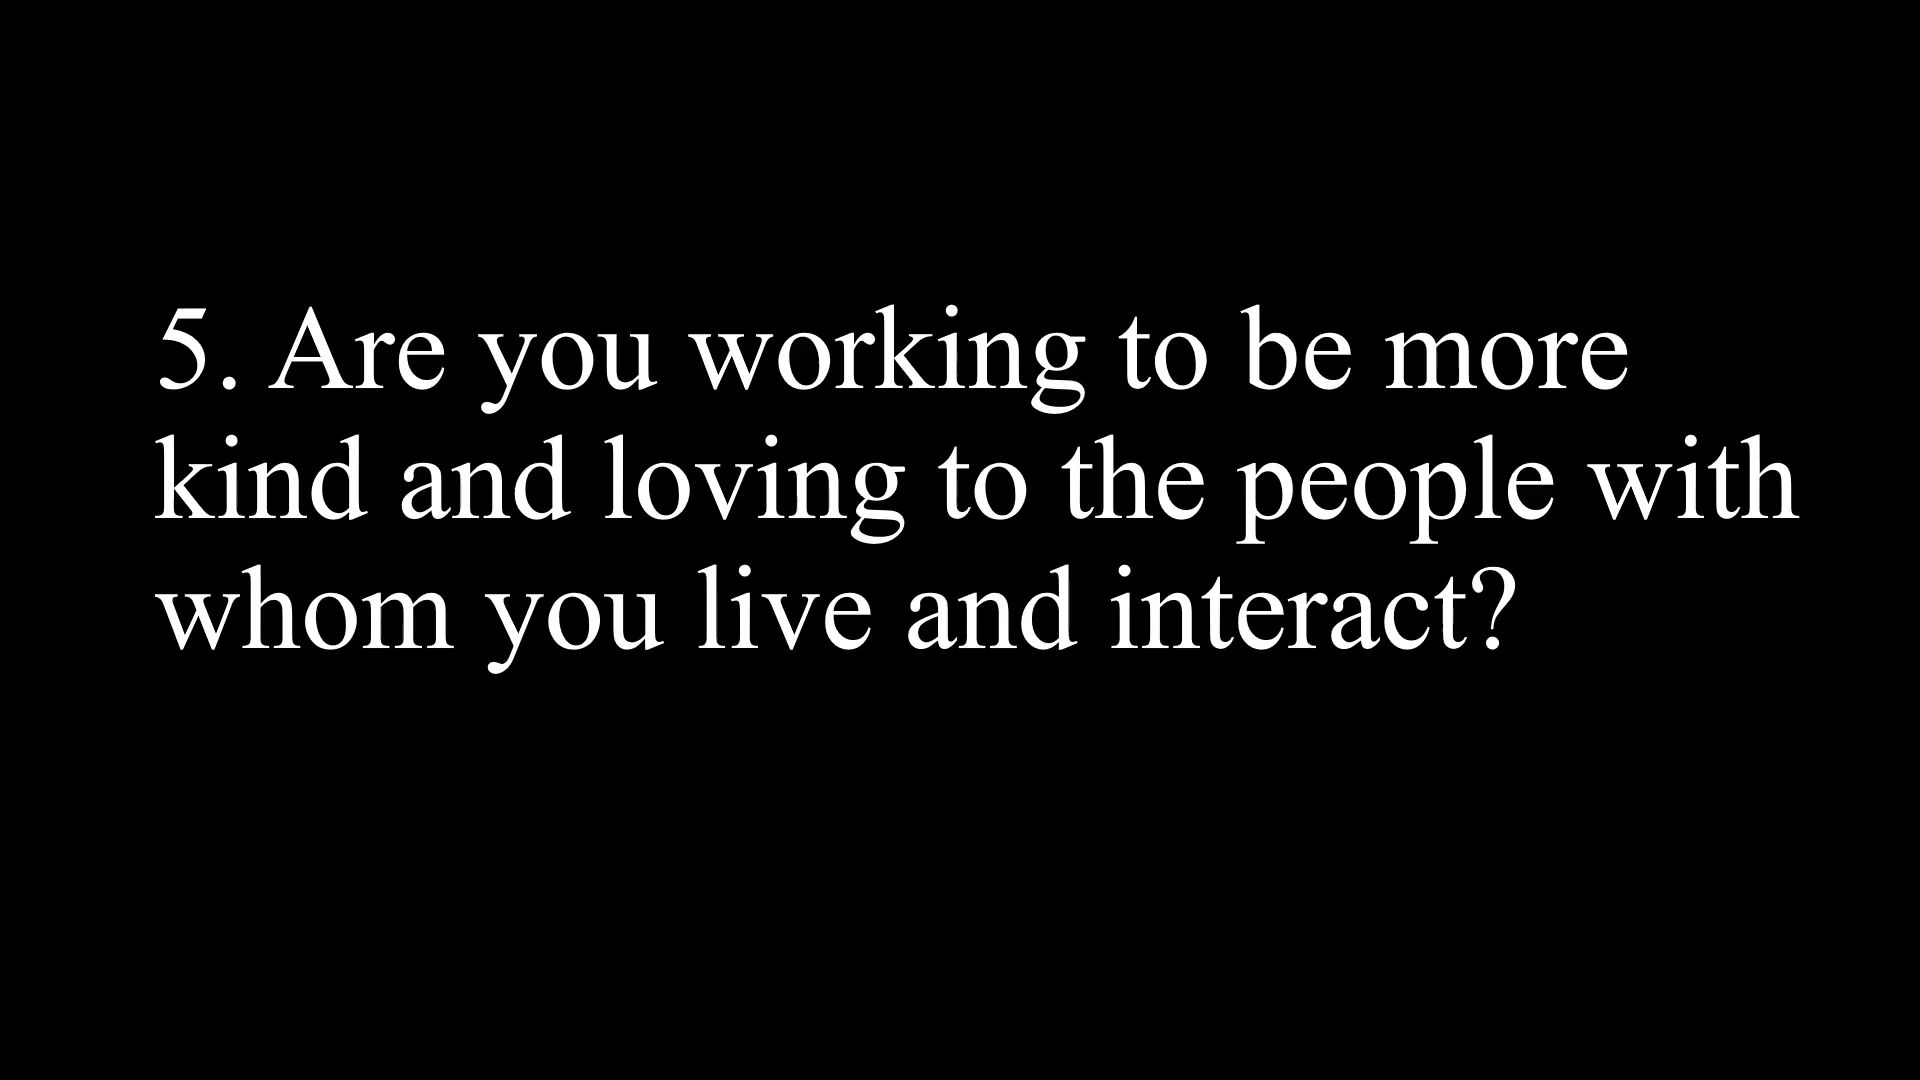 5. Are you working to be more
kind and loving to the people with
whom you live and interact?